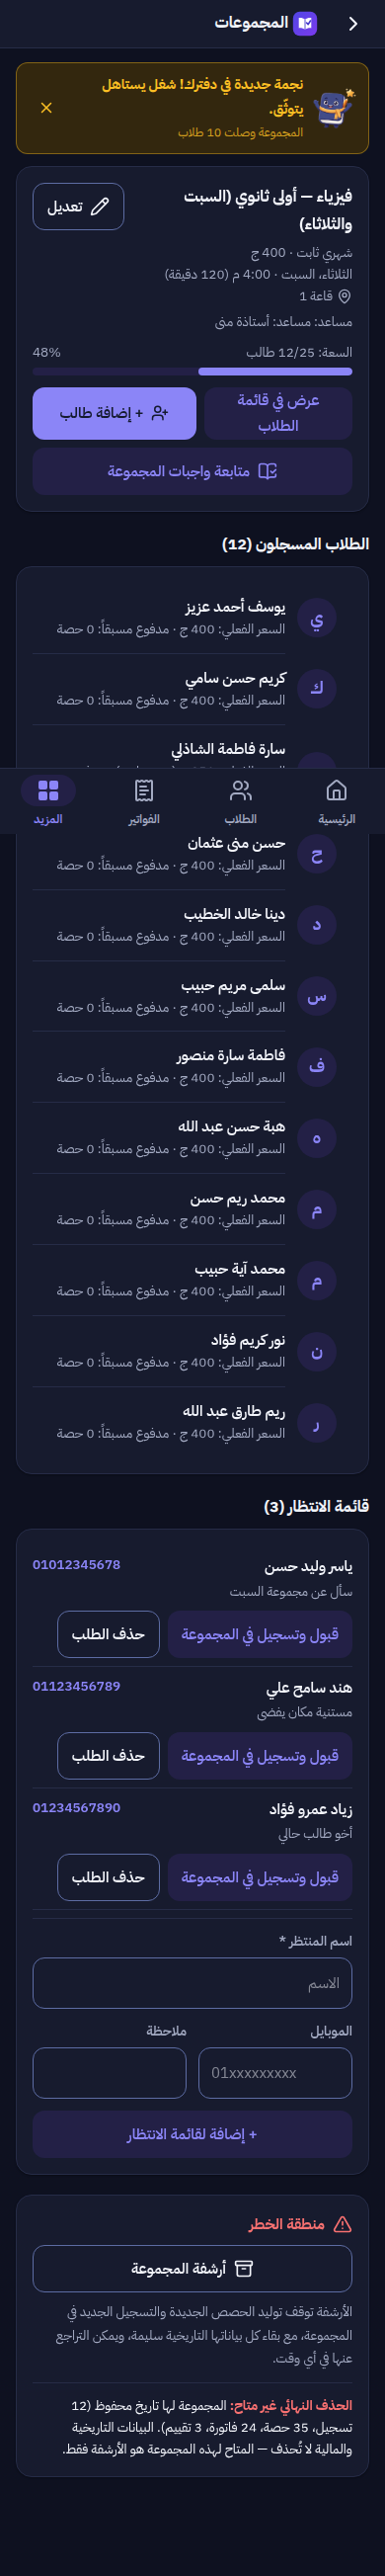 المجموعات
نجمة جديدة في دفترك! شغل يستاهل
يتوثّق.
المجموعة وصلت 10 طلاب
فيزياء — أولى ثانوي (السبت
والثلاثاء)
تعديل
شهري ثابت · 400 ج
الثلاثاء، السبت · 4:00 م (120 دقيقة)
قاعة 1
مساعد: مساعد: أستاذة منى
السعة: 12/25 طالب
48%
عرض في قائمة
الطلاب
+ إضافة طالب
متابعة واجبات المجموعة
الطلاب المسجلون (12)
ي
يوسف أحمد عزيز
السعر الفعلي: 400 ج · مدفوع مسبقاً: 0 حصة
ك
كريم حسن سامي
السعر الفعلي: 400 ج · مدفوع مسبقاً: 0 حصة
سارة فاطمة الشاذلي
الرئيسية
الطلاب
الفواتير
المزيد
ح
حسن منى عثمان
السعر الفعلي: 400 ج · مدفوع مسبقاً: 0 حصة
د
دينا خالد الخطيب
السعر الفعلي: 400 ج · مدفوع مسبقاً: 0 حصة
س
سلمى مريم حبيب
السعر الفعلي: 400 ج · مدفوع مسبقاً: 0 حصة
ف
فاطمة سارة منصور
السعر الفعلي: 400 ج · مدفوع مسبقاً: 0 حصة
ه
هبة حسن عبد الله
السعر الفعلي: 400 ج · مدفوع مسبقاً: 0 حصة
م
محمد ريم حسن
السعر الفعلي: 400 ج · مدفوع مسبقاً: 0 حصة
م
محمد آية حبيب
السعر الفعلي: 400 ج · مدفوع مسبقاً: 0 حصة
ن
نور كريم فؤاد
السعر الفعلي: 400 ج · مدفوع مسبقاً: 0 حصة
ر
ريم طارق عبد الله
السعر الفعلي: 400 ج · مدفوع مسبقاً: 0 حصة
قائمة الانتظار (3)
ياسر وليد حسن
01012345678
سأل عن مجموعة السبت
قبول وتسجيل في المجموعة
حذف الطلب
هند سامح علي
01123456789
مستنية مكان يفضى
قبول وتسجيل في المجموعة
حذف الطلب
زياد عمرو فؤاد
01234567890
أخو طالب حالي
قبول وتسجيل في المجموعة
حذف الطلب
اسم المنتظر *
الاسم
الموبايل
ملاحظة
01xxxxxxxxx
+ إضافة لقائمة الانتظار
منطقة الخطر
أرشفة المجموعة
الأرشفة توقف توليد الحصص الجديدة والتسجيل الجديد في
المجموعة، مع بقاء كل بياناتها التاريخية سليمة، ويمكن التراجع
عنها في أي وقت.
الحذف النهائي غير متاح: المجموعة لها تاريخ محفوظ (12
تسجيل، 35 حصة، 24 فاتورة، 3 تقييم). البيانات التاريخية
والمالية لا تُحذف — المتاح لهذه المجموعة هو الأرشفة فقط.